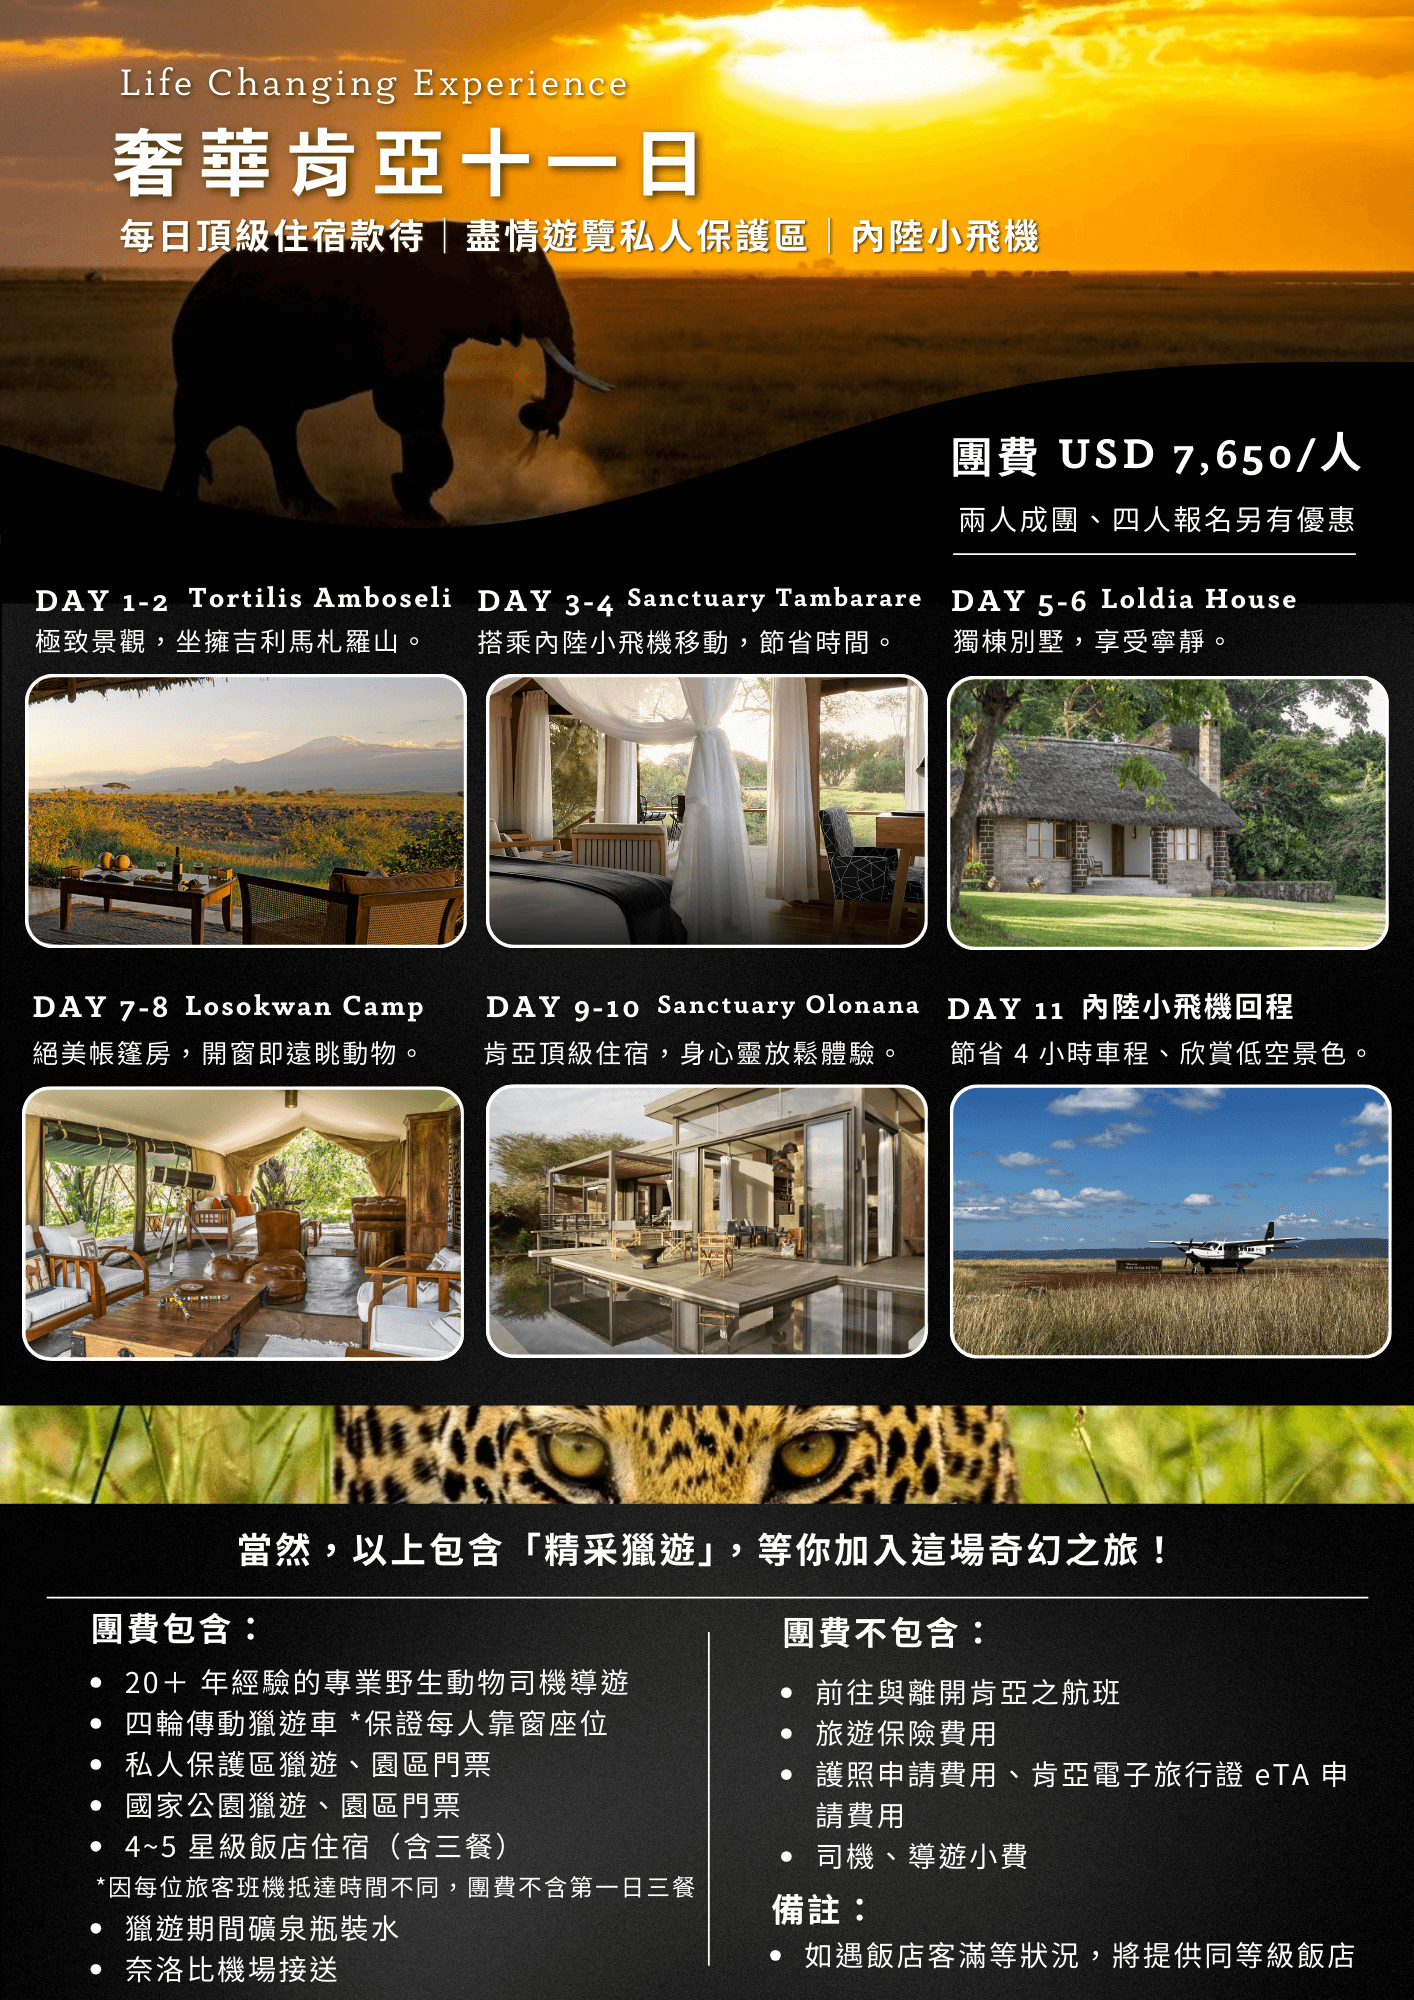 Life Changing Experience
奢華肯亞十一日
每日頂級住宿款待｜盡情遊覽私人保護區｜內陸小飛機
團費 USD 7,650/人
兩人成團、四人報名另有優惠
DAY 1-2 Tortilis Amboseli
極致景觀，坐擁吉利馬札羅山。
DAY 3-4 Sanctuary Tambarare
搭乘內陸小飛機移動，節省時間。
DAY 5-6 Loldia House
獨棟別墅，享受寧靜。
DAY 7-8 Losokwan Camp
絕美帳篷房，開窗即遠眺動物。
DAY 9-10 Sanctuary Olonana
肯亞頂級住宿，身心靈放鬆體驗。
DAY 11 內陸小飛機回程
節省 4 小時車程、欣賞低空景色。
當然，以上包含「精采獵遊」，等你加入這場奇幻之旅！
團費包含：
• 20＋ 年經驗的專業野生動物司機導遊
• 四輪傳動獵遊車 *保證每人靠窗座位
• 私人保護區獵遊、園區門票
• 國家公園獵遊、園區門票
• 4~5 星級飯店住宿（含三餐）
*因每位旅客班機抵達時間不同，團費不含第一日三餐
• 獵遊期間礦泉瓶裝水
• 奈洛比機場接送
團費不包含：
• 前往與離開肯亞之航班
• 旅遊保險費用
• 護照申請費用、肯亞電子旅行證 eTA 申
請費用
• 司機、導遊小費
備註：
• 如遇飯店客滿等狀況，將提供同等級飯店